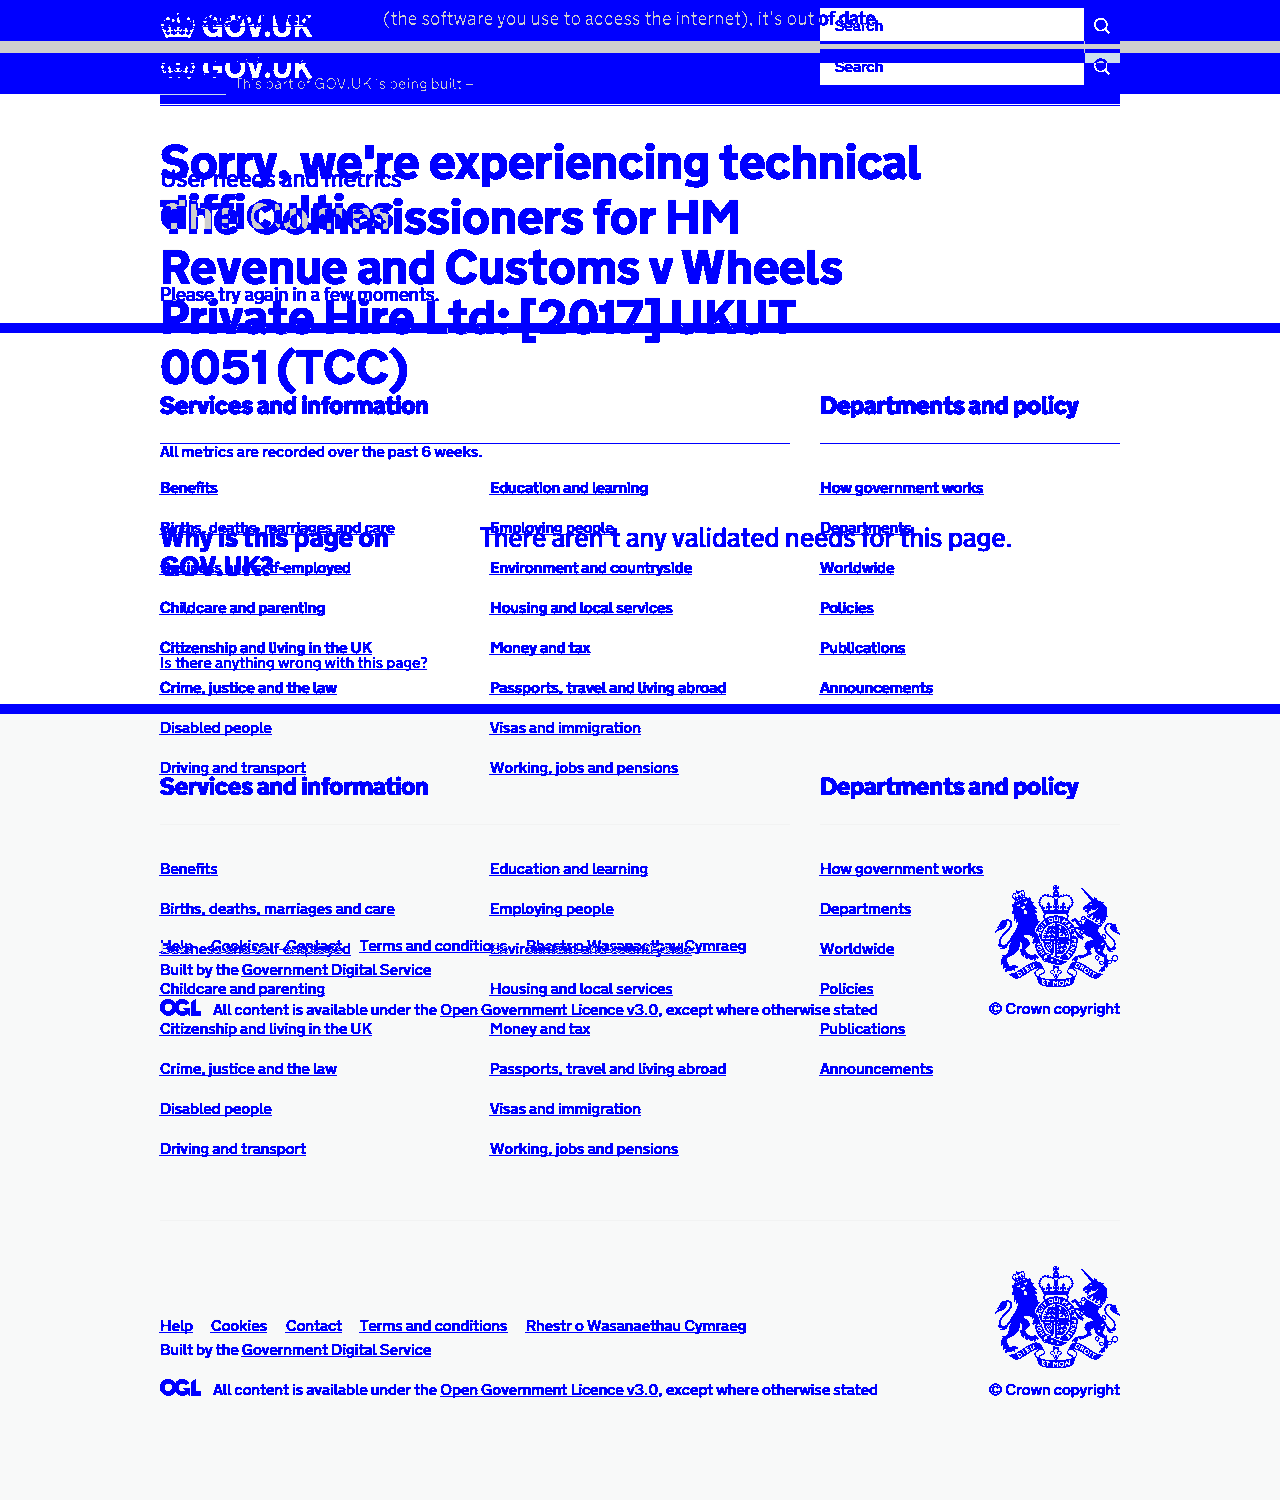 (the software you use to access the internet), it's out of date.
GOV.UK
Search
GOV.UK
Search
This part of GOV.UK is being built –
Sorry, we're experiencing technical
User needs and metrics
difficulties
The Commissioners for HM
Revenue and Customs v Wheels
Please try again in a few moments.
Private Hire Ltd: [2017] UKUT
0051 (TCC)
Services and information
Departments and policy
All metrics are recorded over the past 6 weeks.
Benefits
Education and learning
How government works
Births, deaths, marriages and care
Employing people
Departments
Why is this page on
GOV.UK?
There aren't any validated needs for this page.
self-employed
Environment and countryside
Worldwide
Childcare and parenting
Housing and local services
Policies
Citizenship and living in the UK
Money and tax
Publications
Is there anything wrong with this page?
Crime, justice and the law
Passports, travel and living abroad
Announcements
Disabled people
Visas and immigration
Driving and transport
Working, jobs and pensions
Services and information
Departments and policy
Benefits
Education and learning
How government works
Births, deaths, marriages and care
Employing people
Departments
Help Cookies Contact Terms and conditions Rhestr o Wasanaethau Cymraeg
Business and self-employed
Environment and countryside
Worldwide
Built by the Government Digital Service
Childcare and parenting
Housing and local services
Policies
OGL All content is available under the Open Government Licence v3.0, except where otherwise stated
© Crown copyright
Citizenship and living in the UK
Money and tax
Publications
Crime, justice and the law
Passports, travel and living abroad
Announcements
Disabled people
Visas and immigration
Driving and transport
Working, jobs and pensions
Help Cookies Contact Terms and conditions Rhestr o Wasanaethau Cymraeg
Built by the Government Digital Service
OGL All content is available under the Open Government Licence v3.0, except where otherwise stated
© Crown copyright